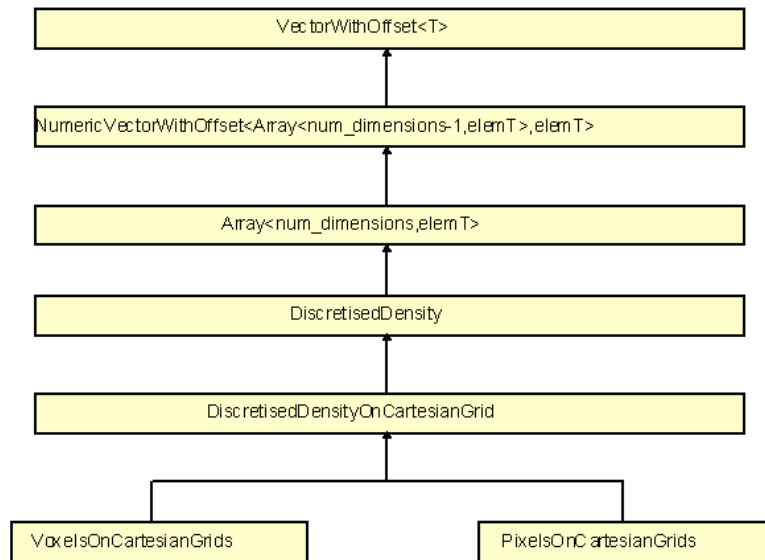 VectorWithOffset<T>
NumericVectorWithOffset<Array<num_dimensions-1,elemT>,elemT>
Array<num_dimensions,elemT>
DiscretisedDensity
DiscretisedDensityOnCartesianGrid
VoxelsOnCartesianGrids
PixelsOnCartesianGrids